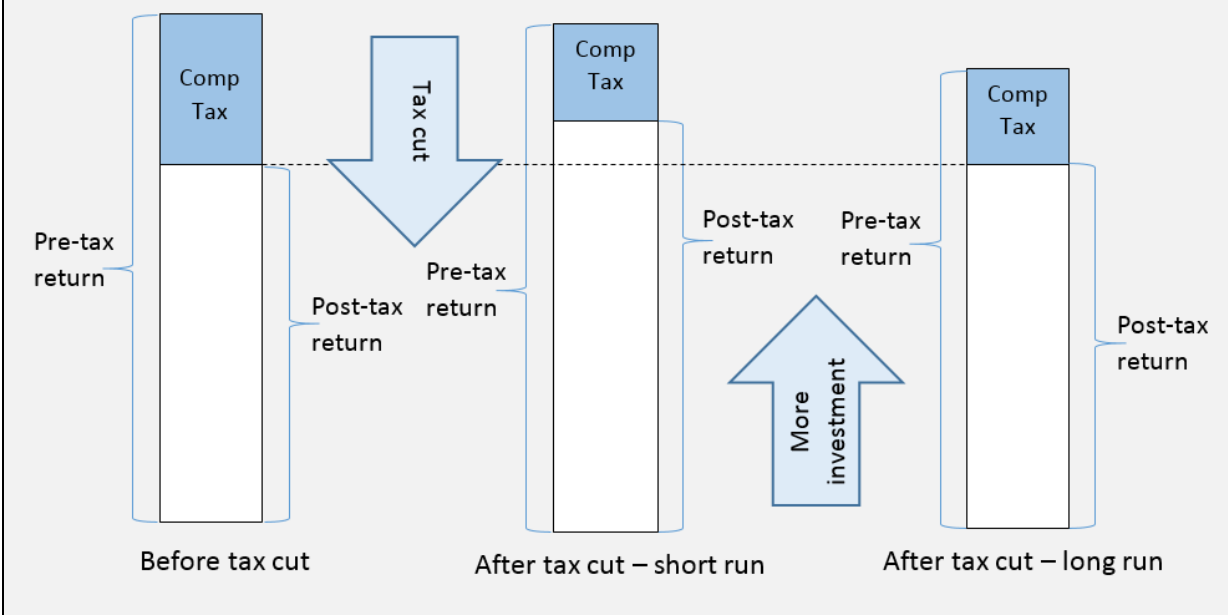 Comp
Tax
Pre-tax
return
Post-tax
return
Before tax cut
Tax cut
Comp
Tax
Pre-tax
return
Post-tax
return
After tax cut – short run
More
investment
Comp
Tax
Pre-tax
return
Post-tax
return
After tax cut – long run